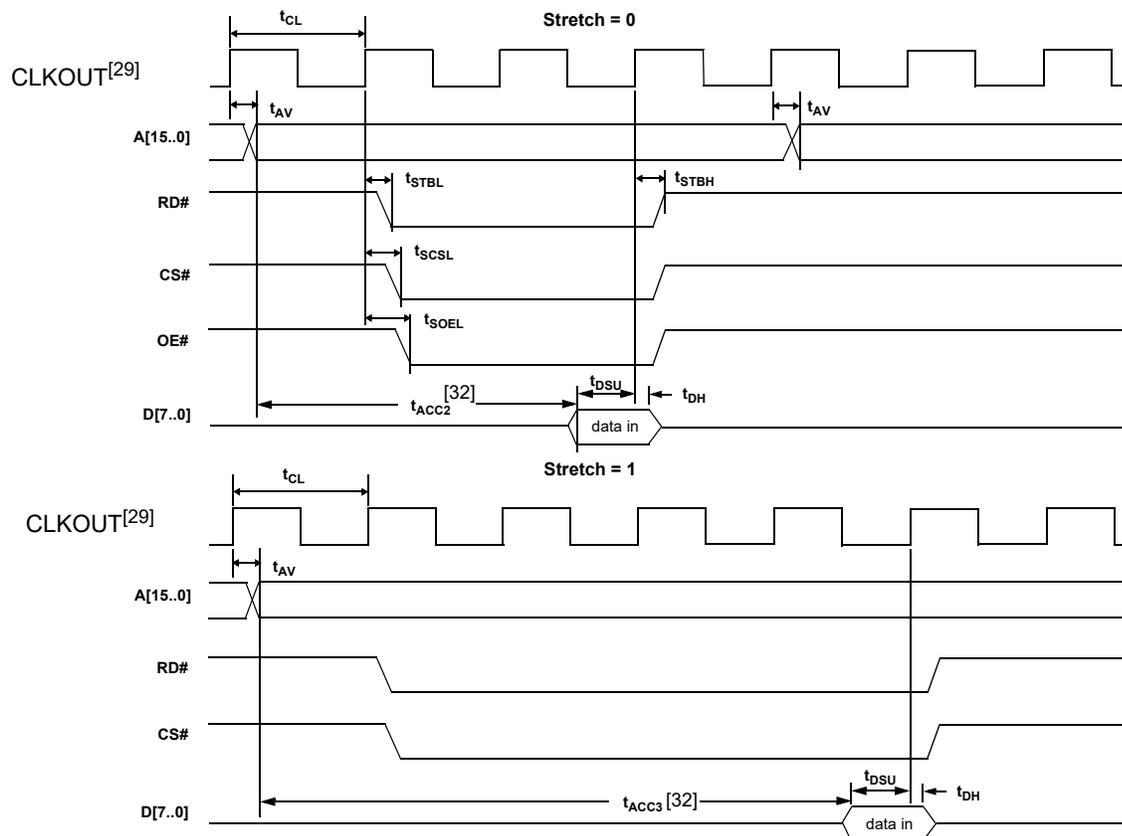 Stretch = 0
tCL
CLKOUT[29]
tAV
tAV
A[15..0]
tSTBL
tSTBH
RD#
tSCSL
CS#
tSOEL
OE#
tACC2 [32]
tDSU
tDH
D[7..0]
data in
Stretch = 1
tCL
CLKOUT[29]
tAV
A[15..0]
RD#
CS#
tDSU
tACC3 [32]
tDH
D[7..0]
data in